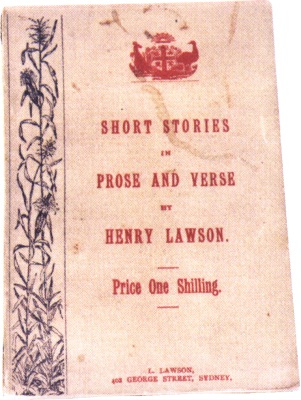 SHORT STORIES
IN
PROSE AND VERSE
BY
HENRY LAWSON.
Price One Shilling.
L. LAWSON,
402 GEORGE STREET, SYDNEY.